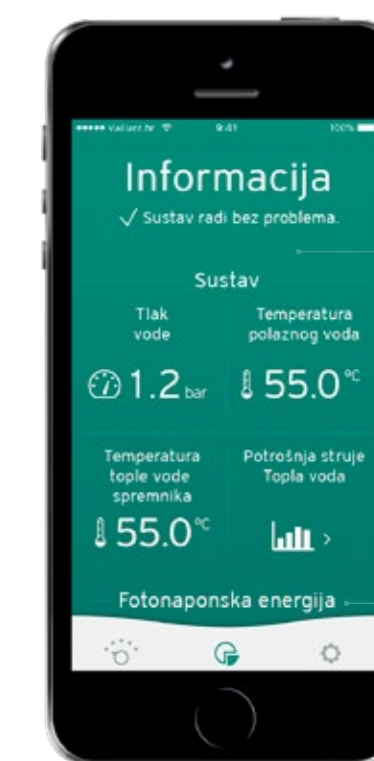 Vaillant.hr 9:41 100%
Informacija
✓ Sustav radi bez problema.
Sustav
Tlak
vode
1.2 bar
Temperatura
polaznog voda
55.0 °C
Temperatura
tople vode
spremnika
55.0 °C
Potrošnja struje
Topla voda
>
Fotonaponska energija